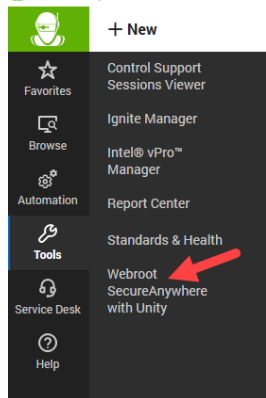 + New
Favorites
Browse
Automation
Tools
Service Desk
Help
Control Support
Sessions Viewer
Ignite Manager
Intel® vPro™
Manager
Report Center
Standards & Health
Webroot
SecureAnywhere
with Unity